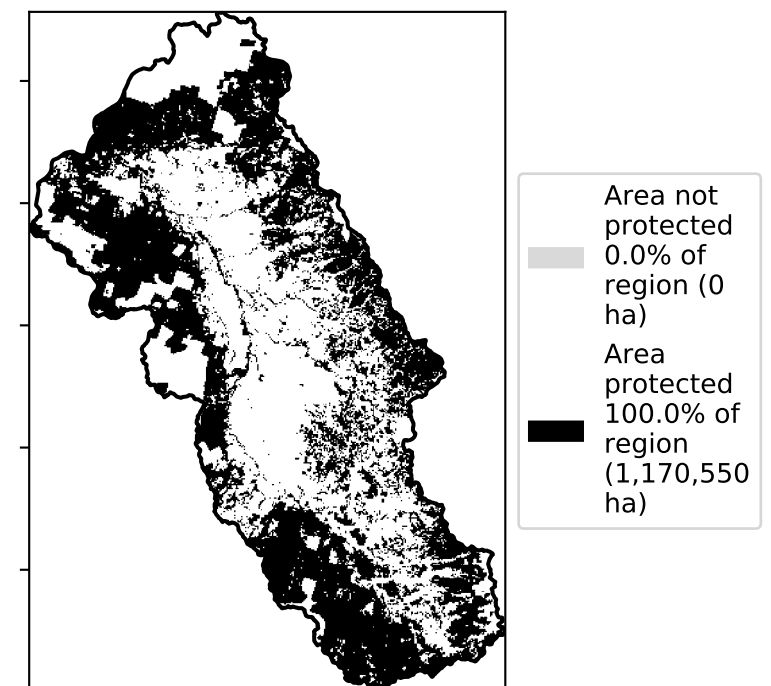 Area not
protected
0.0% of
region (0
ha)
Area
protected
100.0% of
region
(1,170,550
ha)